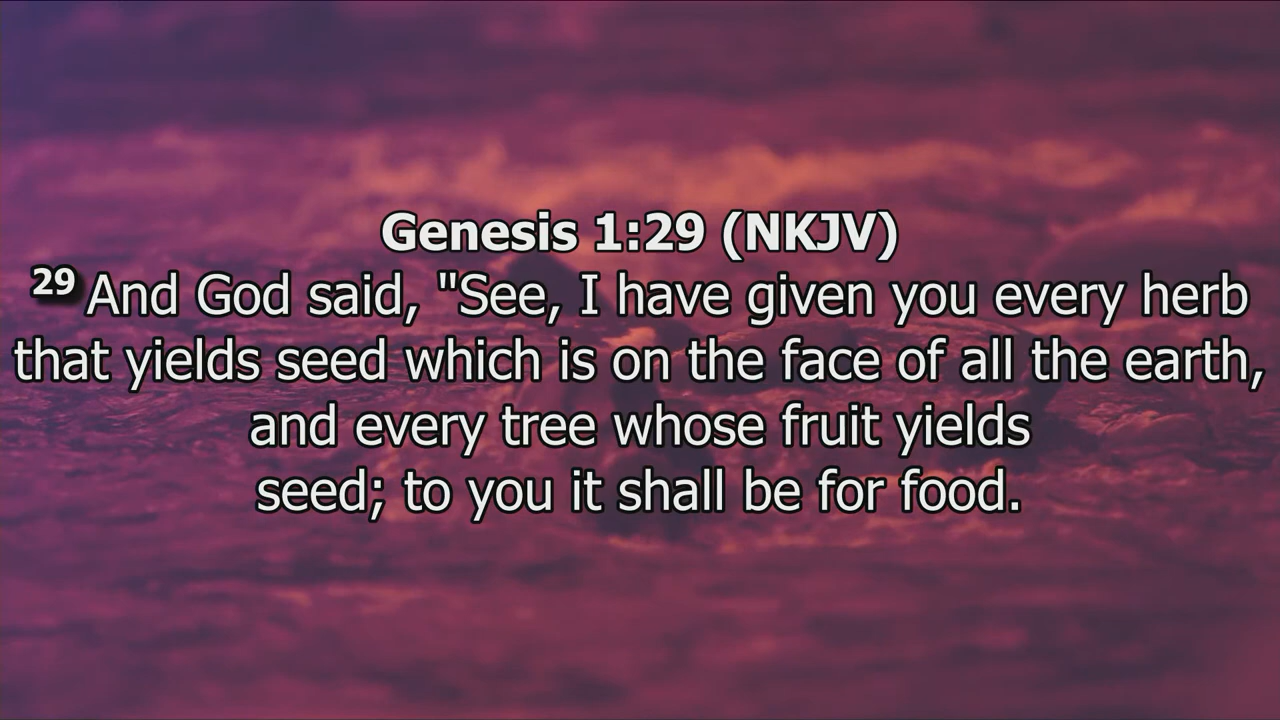 Genesis 1:29 (NKJV)
29 And God said, "See, I have given you every herb
that yields seed which is on the face of all the earth,
and every tree whose fruit yields
seed; to you it shall be for food.